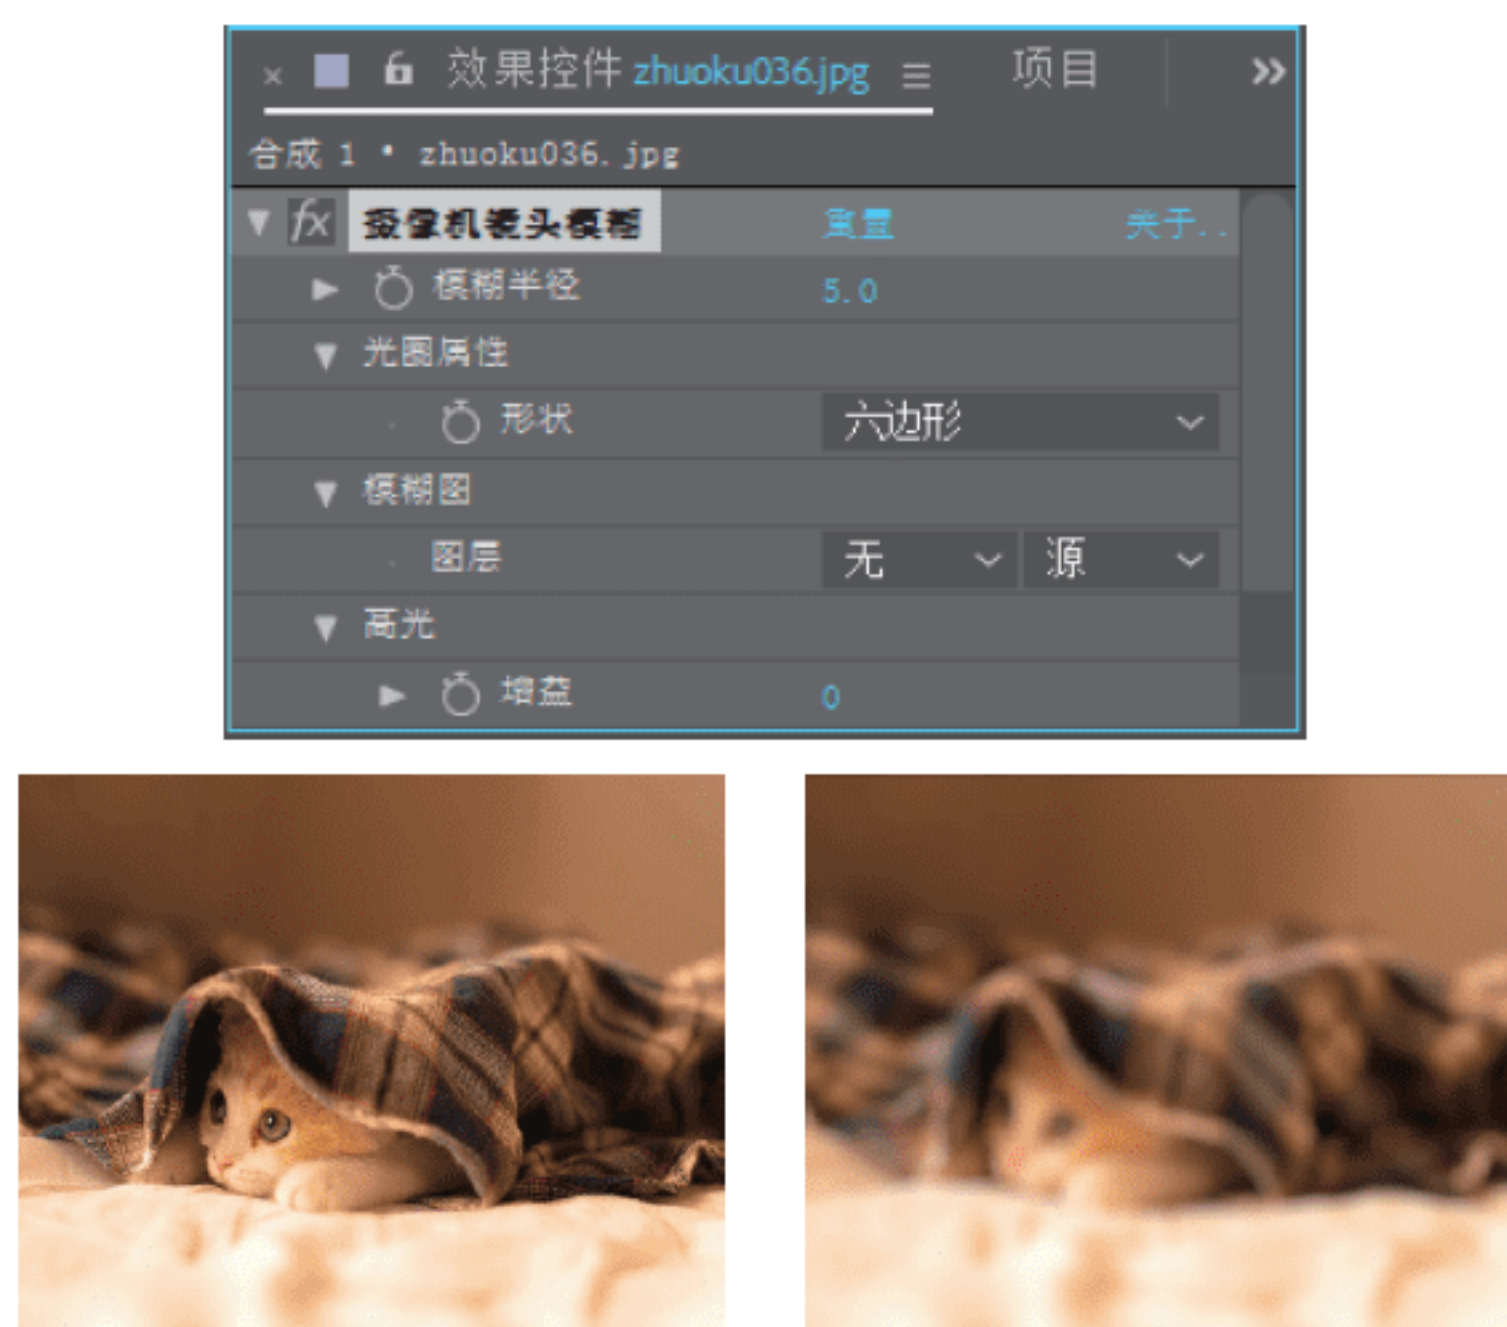 效果控件 zhuoku036.jpg 项目
合成 1 • zhuoku036.jpg
fx 摄像机镜头模糊 重置 关于..
模糊半径 5.0
光圈属性
形状 六边形
模糊图
图层 无 源
高光
增益 0